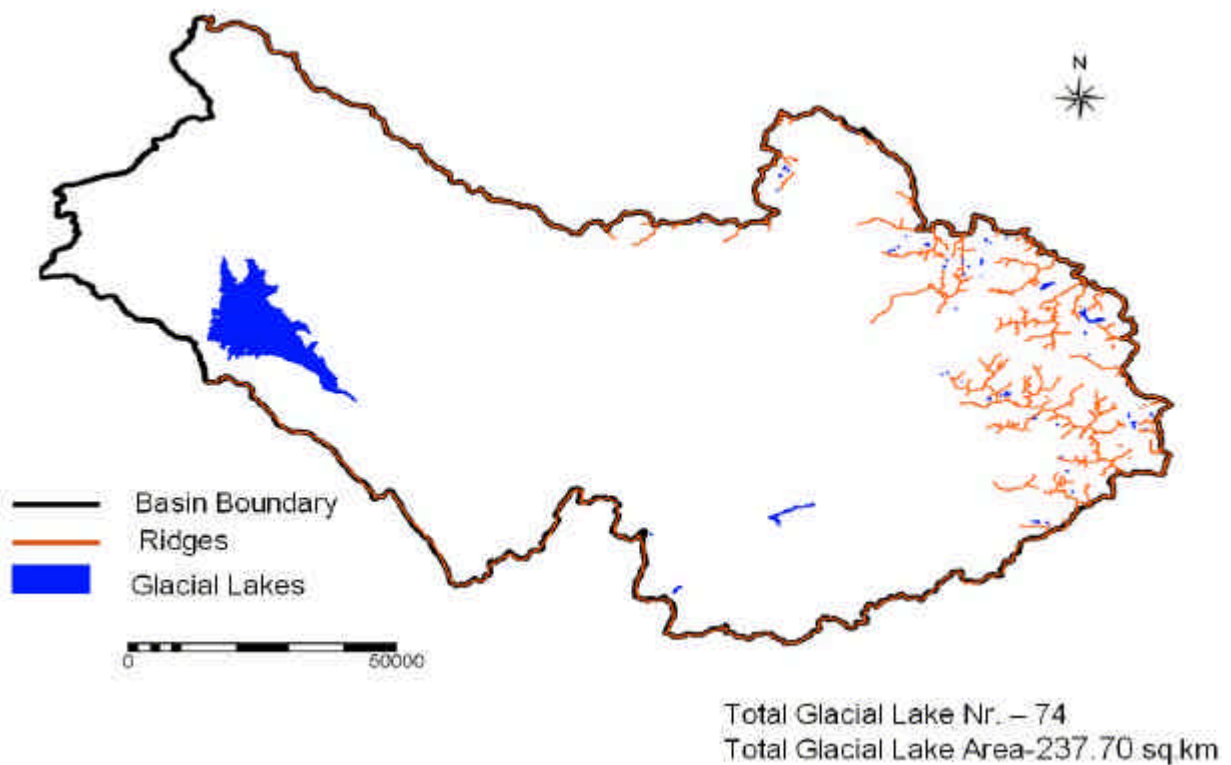 N
Basin Boundary
Ridges
Glacial Lakes
0 50000
Total Glacial Lake Nr. – 74
Total Glacial Lake Area-237.70 sq km